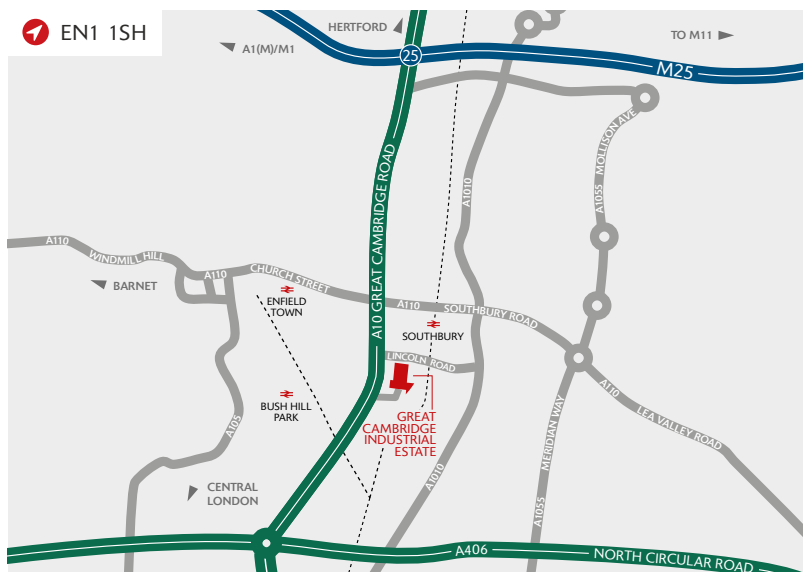 EN1 1SH
HERTFORD
A1(M)/M1
TO M11
25
M25
MOLLISON AVE
A1055
A10 GREAT CAMBRIDGE ROAD
A1010
A110
WINDMILL HILL
A110
CHURCH STREET
BARNET
ENFIELD
TOWN
A110
SOUTHBURY ROAD
SOUTHBURY
LINCOLN ROAD
BUSH HILL
PARK
GREAT
CAMBRIDGE
INDUSTRIAL
ESTATE
A110
LEA VALLEY ROAD
A105
MERIDIAN WAY
A1010
A1055
CENTRAL
LONDON
A406
NORTH CIRCULAR ROAD